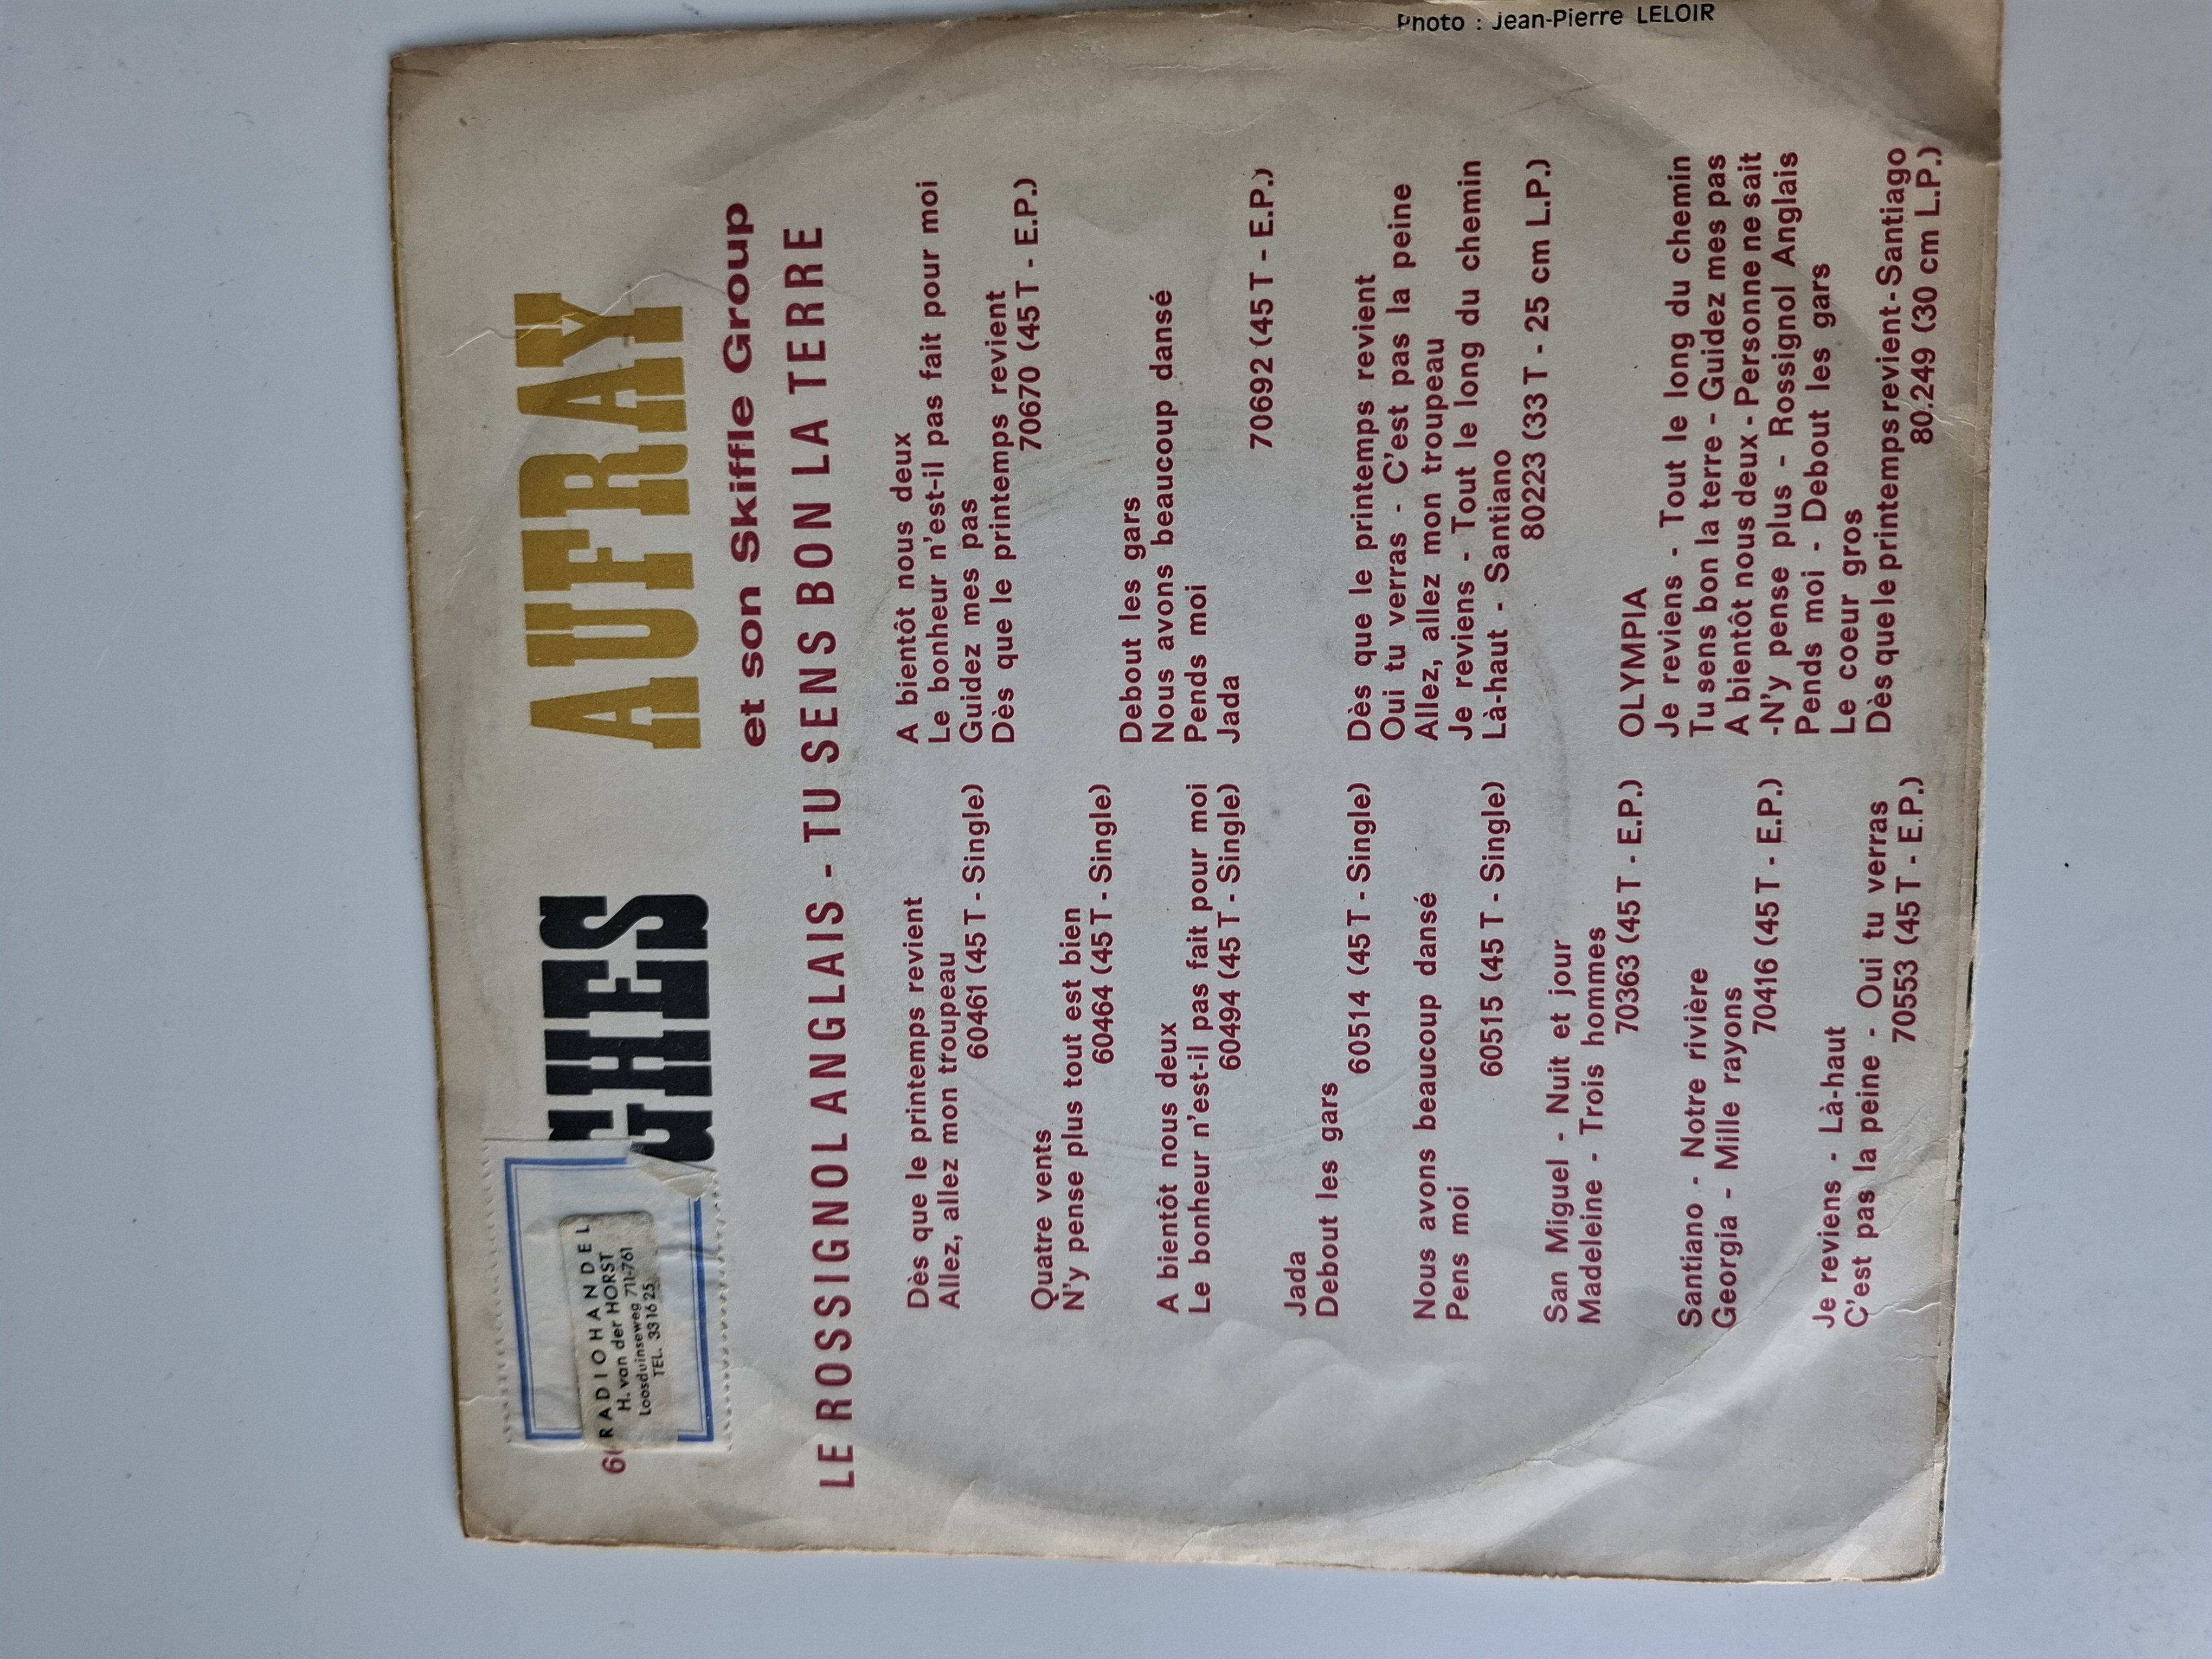 RADIOHANDEL
H. van der HORST
Loosduinseweg 711-761
TEL. 33 16 25
GHES AUFRAY
et son Skiffle Group
LE ROSSIGNOL ANGLAIS - TU SENS BON LA TERRE
Dès que le printemps revient
Allez, allez mon troupeau
60461 (45 T - Single)
Quatre vents
N'y pense plus tout est bien
60464 (45 T - Single)
A bientôt nous deux
Le bonheur n'est-il pas fait pour moi
60494 (45 T - Single)
Jada
Debout les gars
60514 (45 T - Single)
Nous avons beaucoup dansé
Pens moi
60515 (45 T - Single)
San Miguel - Nuit et jour
Madeleine - Trois hommes
70363 (45 T - E.P.)
Santiano - Notre rivière
Georgia - Mille rayons
70416 (45 T - E.P.)
Je reviens - Là-haut
C'est pas la peine - Oui tu verras
70553 (45 T - E.P.)
A bientôt nous deux
Le bonheur n'est-il pas fait pour moi
Guidez mes pas
Dès que le printemps revient
70670 (45 T - E.P.)
Debout les gars
Nous avons beaucoup dansé
Pends moi
Jada
70692 (45 T - E.P.)
Dès que le printemps revient
Oui tu verras - C'est pas la peine
Allez, allez mon troupeau
Je reviens - Tout le long du chemin
Là-haut - Santiano
80223 (33 T - 25 cm L.P.)
OLYMPIA
Je reviens - Tout le long du chemin
Tu sens bon la terre - Guidez mes pas
A bientôt nous deux - Personne ne sait
-N'y pense plus - Rossignol Anglais
Pends moi - Debout les gars
Le coeur gros
Dès que le printemps revient - Santiago
80.249 (30 cm L.P.)
Photo : Jean-Pierre LELOIR